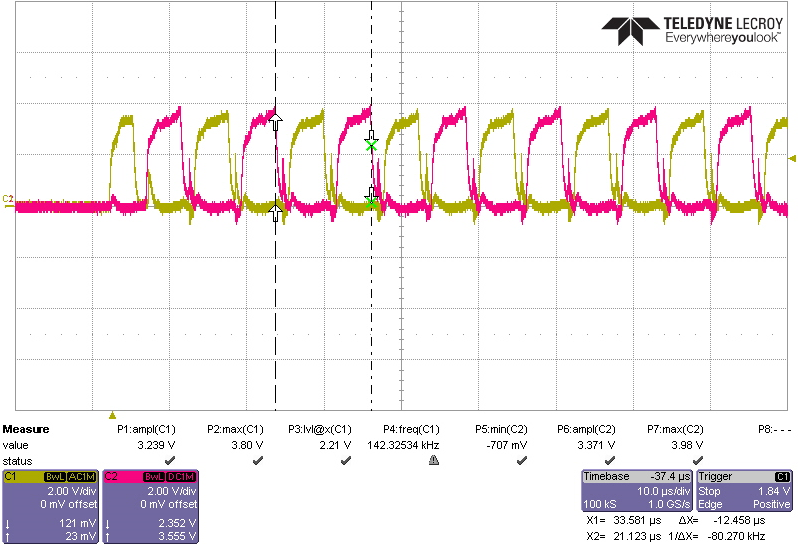 TELEDYNE LECROY
Everywhereyoulook™
C2
Measure P1:ampl(C1) P2:max(C1) P3:lvl@x(C1) P4:freq(C1) P5:min(C2) P6:ampl(C2) P7:max(C2) P8:- - -
value 3.239 V 3.80 V 2.21 V 142.32534 kHz -707 mV 3.371 V 3.98 V
status
C1 BwL AC1M
2.00 V/div
0 mV offset
↓ 121 mV
↑ 23 mV
C2 BwL DC1M
2.00 V/div
0 mV offset
↓ 2.352 V
↑ 3.555 V
Timebase -37.4 µs
10.0 µs/div
100 kS 1.0 GS/s
Trigger C1
Stop 1.84 V
Edge Positive
X1= 33.581 µs ΔX= -12.458 µs
X2= 21.123 µs 1/ΔX= -80.270 kHz